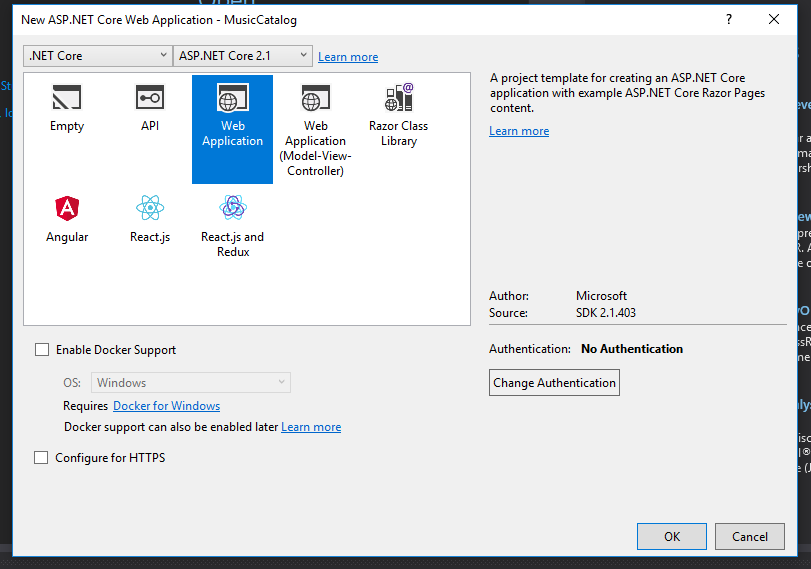 Open
New ASP.NET Core Web Application - MusicCatalog
?
.NET Core
ASP.NET Core 2.1
Learn more
Empty
API
Web
Application
Web
Application
(Model-View-
Controller)
Razor Class
Library
Angular
React.js
React.js and
Redux
A project template for creating an ASP.NET Core
application with example ASP.NET Core Razor Pages
content.
Learn more
Author: Microsoft
Source: SDK 2.1.403
Authentication: No Authentication
Change Authentication
Enable Docker Support
OS: Windows
Requires Docker for Windows
Docker support can also be enabled later Learn more
Configure for HTTPS
OK
Cancel